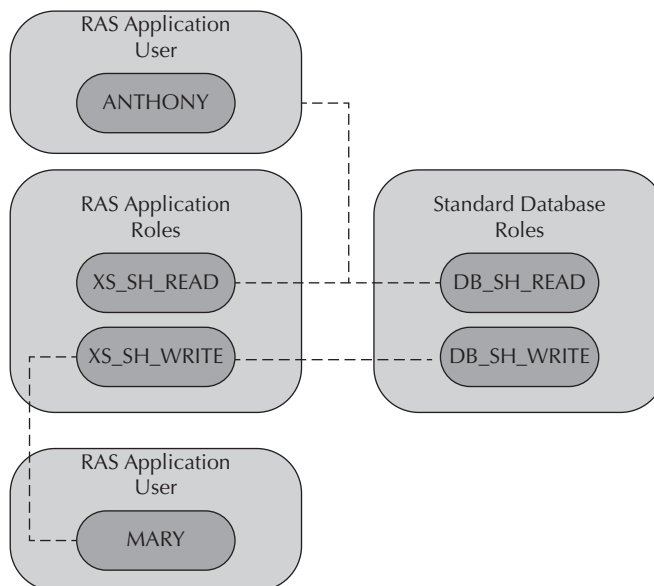 RAS Application
User
ANTHONY
RAS Application
Roles
XS_SH_READ
XS_SH_WRITE
Standard Database
Roles
DB_SH_READ
DB_SH_WRITE
RAS Application
User
MARY